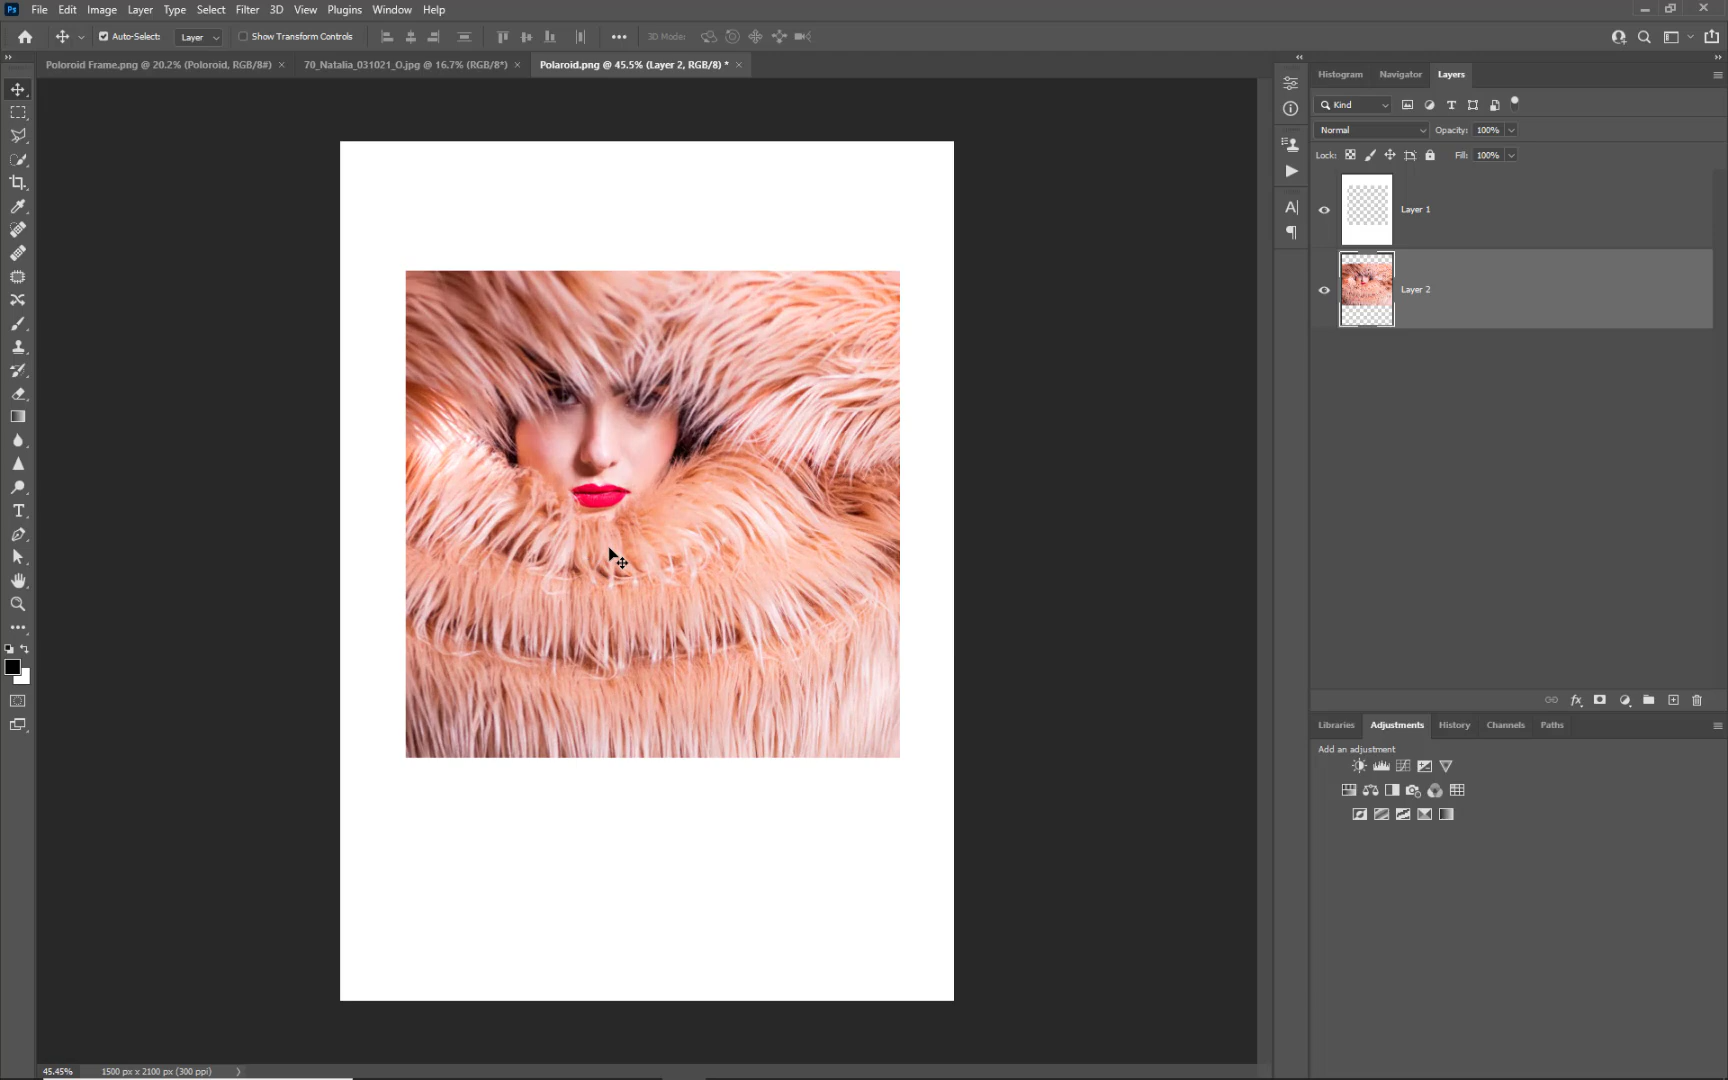 Ps File Edit Image Layer Type Select Filter 3D View Plugins Window Help
Auto-Select: Layer Show Transform Controls 3D Mode:
Poloroid Frame.png @ 20.2% (Poloroid, RGB/8#) × 70_Natalia_031021_O.jpg @ 16.7% (RGB/8*) × Polaroid.png @ 45.5% (Layer 2, RGB/8) * ×
Histogram Navigator Layers
Kind
Normal Opacity: 100%
Lock: Fill: 100%
Layer 1
Layer 2
Libraries Adjustments History Channels Paths
Add an adjustment
45.45% 1500 px x 2100 px (300 ppi)